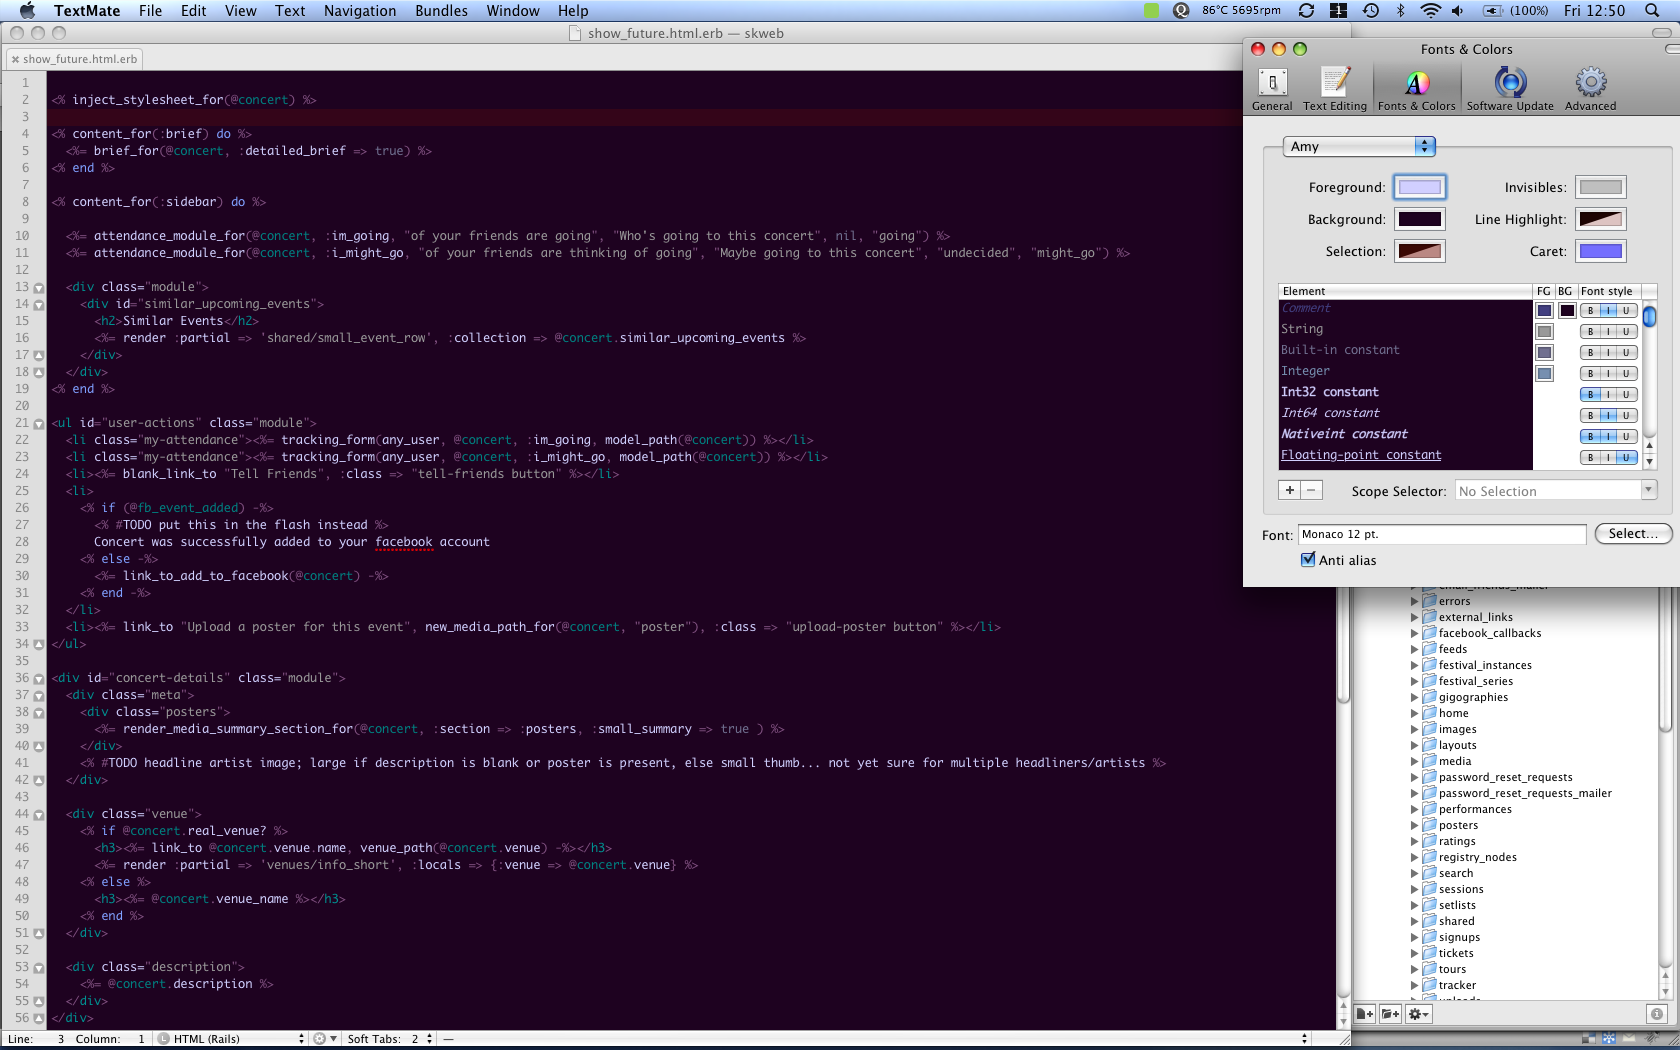 TextMate File Edit View Text Navigation Bundles Window Help 86°C 5695rpm 1 (100%) Fri 12:50
show_future.html.erb — skweb
show_future.html.erb
1
2 <% inject_stylesheet_for(@concert) %>
3
4 <% content_for(:brief) do %>
5 <%= brief_for(@concert, :detailed_brief => true) %>
6 <% end %>
7
8 <% content_for(:sidebar) do %>
9
10 <%= attendance_module_for(@concert, :im_going, "of your friends are going", "Who's going to this concert", nil, "going") %>
11 <%= attendance_module_for(@concert, :i_might_go, "of your friends are thinking of going", "Maybe going to this concert", "undecided", "might_go") %>
12
13 <div class="module">
14 <div id="similar_upcoming_events">
15 <h2>Similar Events</h2>
16 <%= render :partial => 'shared/small_event_row', :collection => @concert.similar_upcoming_events %>
17 </div>
18 </div>
19 <% end %>
20
21 <ul id="user-actions" class="module">
22 <li class="my-attendance"><%= tracking_form(any_user, @concert, :im_going, model_path(@concert)) %></li>
23 <li class="my-attendance"><%= tracking_form(any_user, @concert, :i_might_go, model_path(@concert)) %></li>
24 <li><%= blank_link_to "Tell Friends", :class => "tell-friends button" %></li>
25 <li>
26 <% if (@fb_event_added) -%>
27 <% #TODO put this in the flash instead %>
28 Concert was successfully added to your facebook account
29 <% else -%>
30 <%= link_to_add_to_facebook(@concert) -%>
31 <% end -%>
32 </li>
33 <li><%= link_to "Upload a poster for this event", new_media_path_for(@concert, "poster"), :class => "upload-poster button" %></li>
34 </ul>
35
36 <div id="concert-details" class="module">
37 <div class="meta">
38 <div class="posters">
39 <%= render_media_summary_section_for(@concert, :section => :posters, :small_summary => true ) %>
40 </div>
41 <% #TODO headline artist image; large if description is blank or poster is present, else small thumb... not yet sure for multiple headliners/artists %>
42 </div>
43
44 <div class="venue">
45 <% if @concert.real_venue? %>
46 <h3><%= link_to @concert.venue.name, venue_path(@concert.venue) -%></h3>
47 <%= render :partial => 'venues/info_short', :locals => {:venue => @concert.venue} %>
48 <% else %>
49 <h3><%= @concert.venue_name %></h3>
50 <% end %>
51 </div>
52
53 <div class="description">
54 <%= @concert.description %>
55 </div>
56 </div>
Line: 3 Column: 1 L HTML (Rails) Soft Tabs: 2 —
Fonts & Colors
General Text Editing Fonts & Colors Software Update Advanced
Amy
Foreground: Invisibles:
Background: Line Highlight:
Selection: Caret:
Element FG BG Font style
Comment B I U
String B I U
Built-in constant B I U
Integer B I U
Int32 constant B I U
Int64 constant B I U
Nativeint constant B I U
Floating-point constant B I U
+ − Scope Selector: No Selection
Font: Monaco 12 pt. Select...
Anti alias
email_friends_mailer
errors
external_links
facebook_callbacks
feeds
festival_instances
festival_series
gigographies
home
images
layouts
media
password_reset_requests
password_reset_requests_mailer
performances
posters
ratings
registry_nodes
search
sessions
setlists
shared
signups
tickets
tours
tracker
uploads